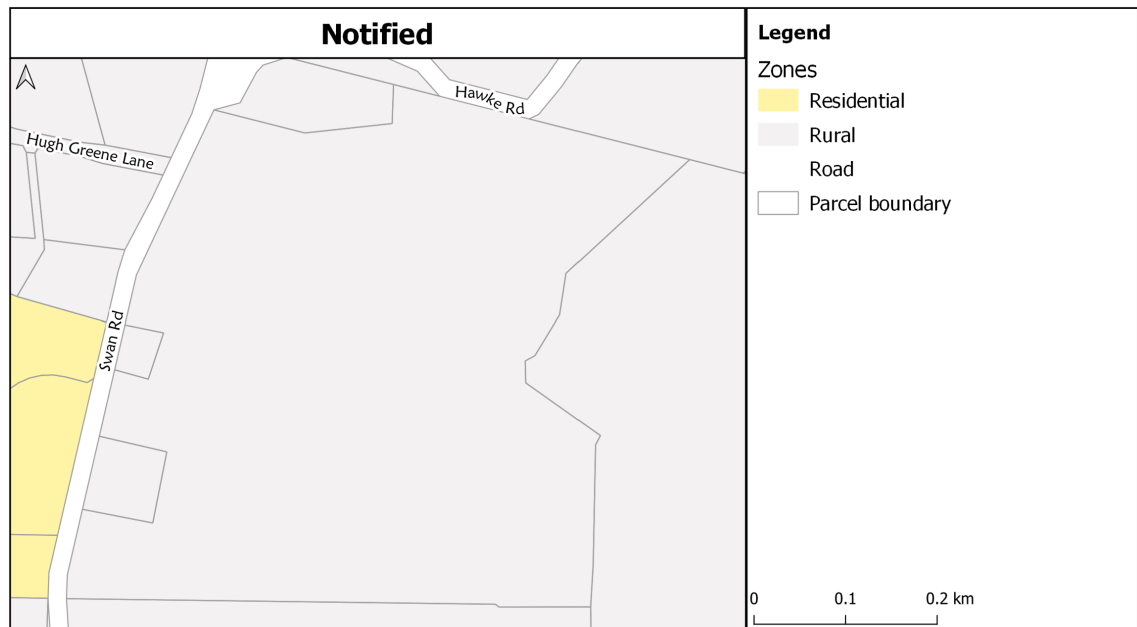 Notified
Legend
Zones
Residential
Rural
Road
Parcel boundary
Hawke Rd
Hugh Greene Lane
Swan Rd
0 0.1 0.2 km